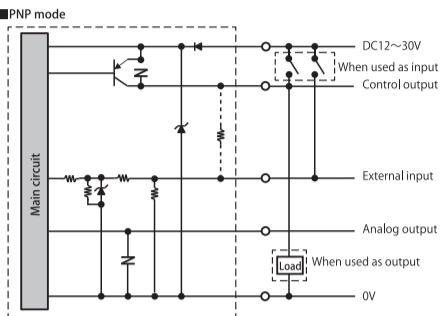 ■PNP mode
DC12～30V
When used as input
Control output
Main circuit
External input
Analog output
Load
When used as output
0V